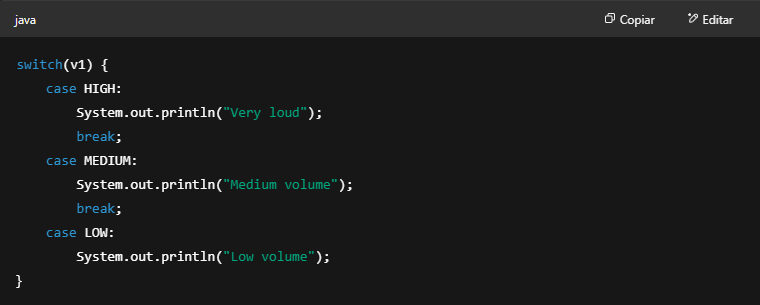 java Copiar Editar
switch(v1) {
    case HIGH:
        System.out.println("Very loud");
        break;
    case MEDIUM:
        System.out.println("Medium volume");
        break;
    case LOW:
        System.out.println("Low volume");
}